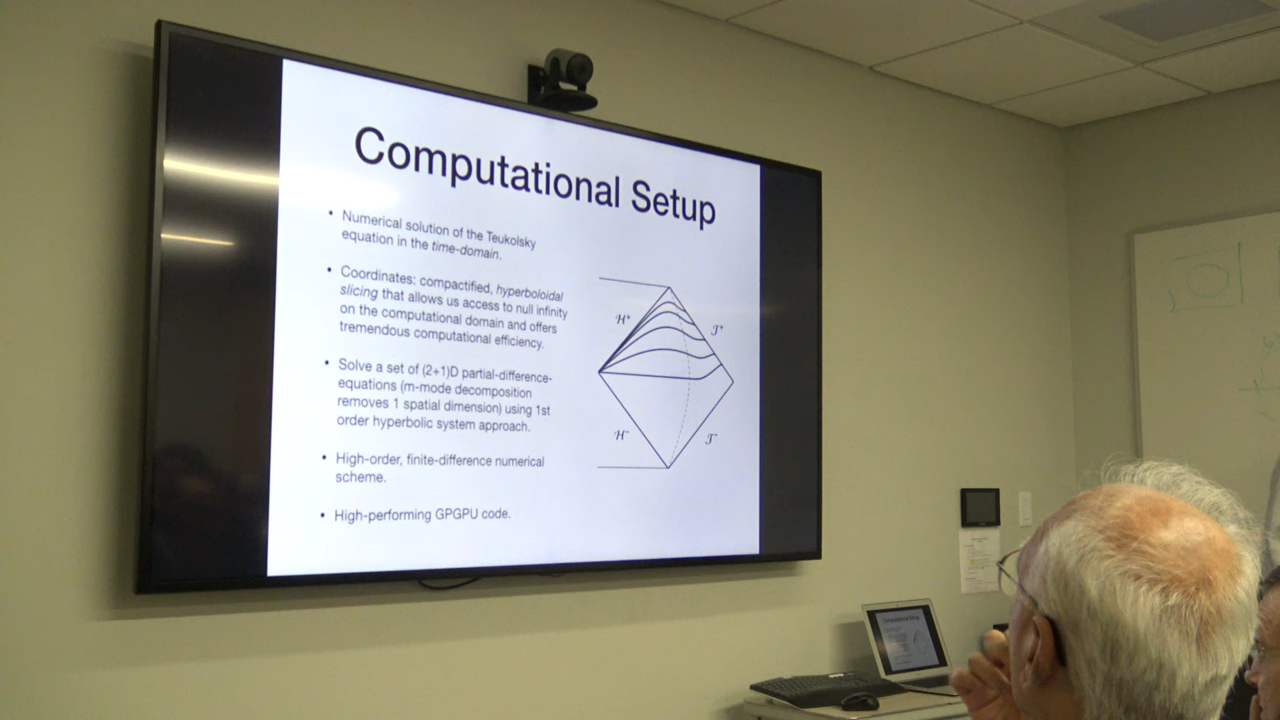 Computational Setup
• Numerical solution of the Teukolsky
equation in the time-domain.
• Coordinates: compactified, hyperboloidal
slicing that allows us access to null infinity
on the computational domain and offers
tremendous computational efficiency.
• Solve a set of (2+1)D partial-difference-
equations (m-mode decomposition
removes 1 spatial dimension) using 1st
order hyperbolic system approach.
• High-order, finite-difference numerical
scheme.
• High-performing GPGPU code.
ℋ⁺
ℐ⁺
ℋ⁻
ℐ⁻
Computational Setup